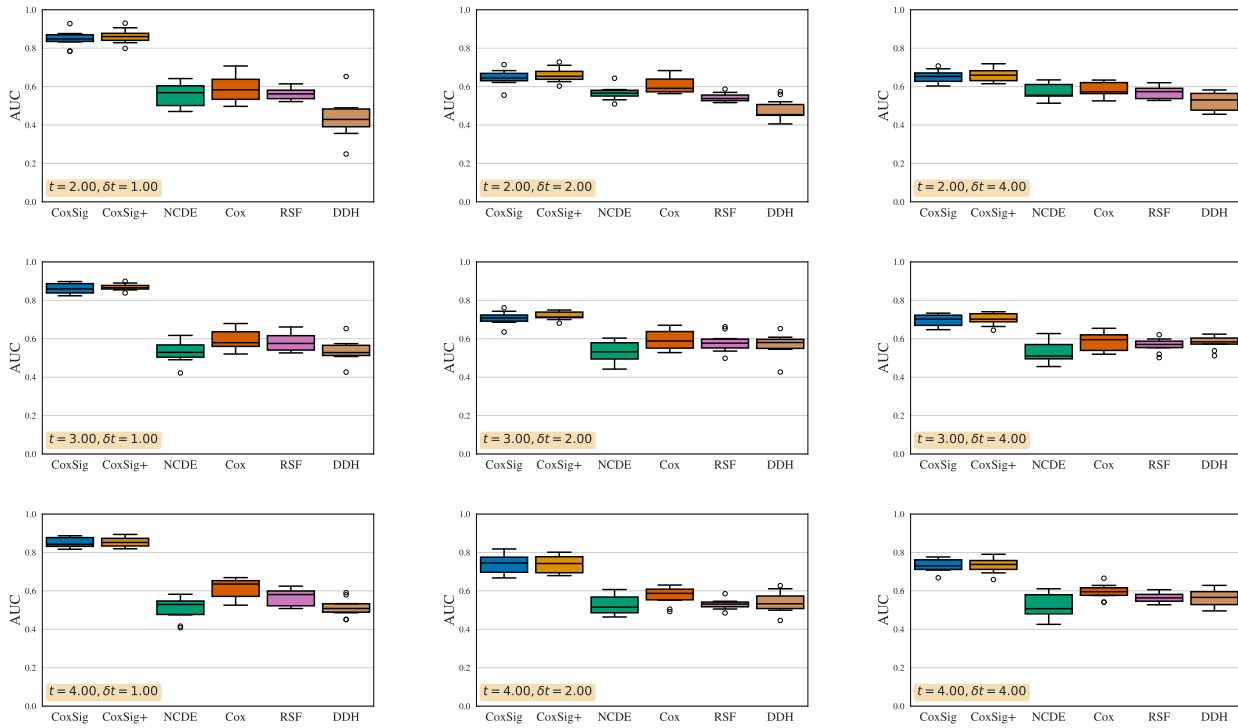 1.0
0.8
0.6
0.4
0.2
0.0
AUC
t = 2.00, δt = 1.00
CoxSig CoxSig+ NCDE Cox RSF DDH
1.0
0.8
0.6
0.4
0.2
0.0
AUC
t = 2.00, δt = 2.00
CoxSig CoxSig+ NCDE Cox RSF DDH
1.0
0.8
0.6
0.4
0.2
0.0
AUC
t = 2.00, δt = 4.00
CoxSig CoxSig+ NCDE Cox RSF DDH
1.0
0.8
0.6
0.4
0.2
0.0
AUC
t = 3.00, δt = 1.00
CoxSig CoxSig+ NCDE Cox RSF DDH
1.0
0.8
0.6
0.4
0.2
0.0
AUC
t = 3.00, δt = 2.00
CoxSig CoxSig+ NCDE Cox RSF DDH
1.0
0.8
0.6
0.4
0.2
0.0
AUC
t = 3.00, δt = 4.00
CoxSig CoxSig+ NCDE Cox RSF DDH
1.0
0.8
0.6
0.4
0.2
0.0
AUC
t = 4.00, δt = 1.00
CoxSig CoxSig+ NCDE Cox RSF DDH
1.0
0.8
0.6
0.4
0.2
0.0
AUC
t = 4.00, δt = 2.00
CoxSig CoxSig+ NCDE Cox RSF DDH
1.0
0.8
0.6
0.4
0.2
0.0
AUC
t = 4.00, δt = 4.00
CoxSig CoxSig+ NCDE Cox RSF DDH